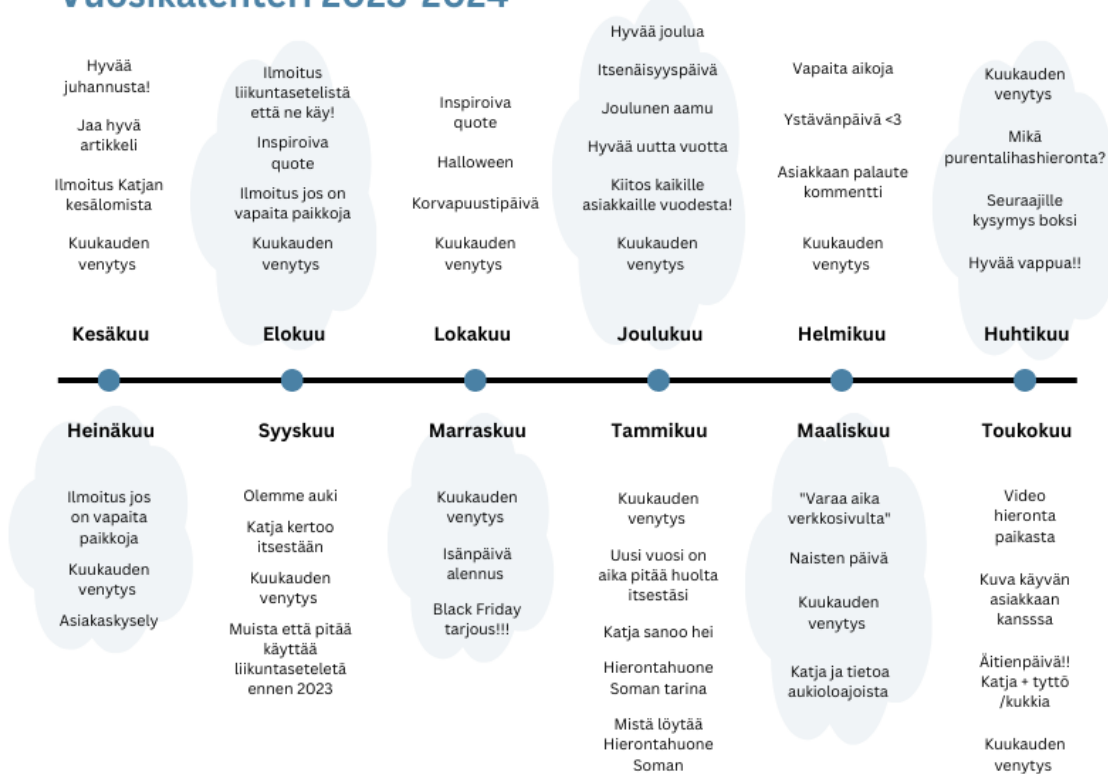 Vuosikalenteri 2023-2024
Hyvää
juhannusta!
Jaa hyvä
artikkeli
Ilmoitus Katjan
kesälomista
Kuukauden
venytys
Kesäkuu
Ilmoitus
liikuntasetelistä
että ne käy!
Inspiroiva
quote
Ilmoitus jos on
vapaita paikkoja
Kuukauden
venytys
Elokuu
Inspiroiva
quote
Halloween
Korvapuustipäivä
Kuukauden
venytys
Lokakuu
Hyvää joulua
Itsenäisyyspäivä
Joulunen aamu
Hyvää uutta vuotta
Kiitos kaikille
asiakkaille vuodesta!
Kuukauden
venytys
Joulukuu
Vapaita aikoja
Ystävänpäivä <3
Asiakkaan palaute
kommentti
Kuukauden
venytys
Helmikuu
Kuukauden
venytys
Mikä
purentalihashieronta?
Seuraajille
kysymys boksi
Hyvää vappua!!
Huhtikuu
Heinäkuu
Ilmoitus jos
on vapaita
paikkoja
Kuukauden
venytys
Asiakaskysely
Syyskuu
Olemme auki
Katja kertoo
itsestään
Kuukauden
venytys
Muista että pitää
käyttää
liikuntaseteletä
ennen 2023
Marraskuu
Kuukauden
venytys
Isänpäivä
alennus
Black Friday
tarjous!!!
Tammikuu
Kuukauden
venytys
Uusi vuosi on
aika pitää huolta
itsestäsi
Katja sanoo hei
Hierontahuone
Soman tarina
Mistä löytää
Hierontahuone
Soman
Maaliskuu
"Varaa aika
verkkosivulta"
Naisten päivä
Kuukauden
venytys
Katja ja tietoa
aukioloajoista
Toukokuu
Video
hieronta
paikasta
Kuva käyvän
asiakkaan
kansssa
Äitienpäivä!!
Katja + tyttö
/kukkia
Kuukauden
venytys